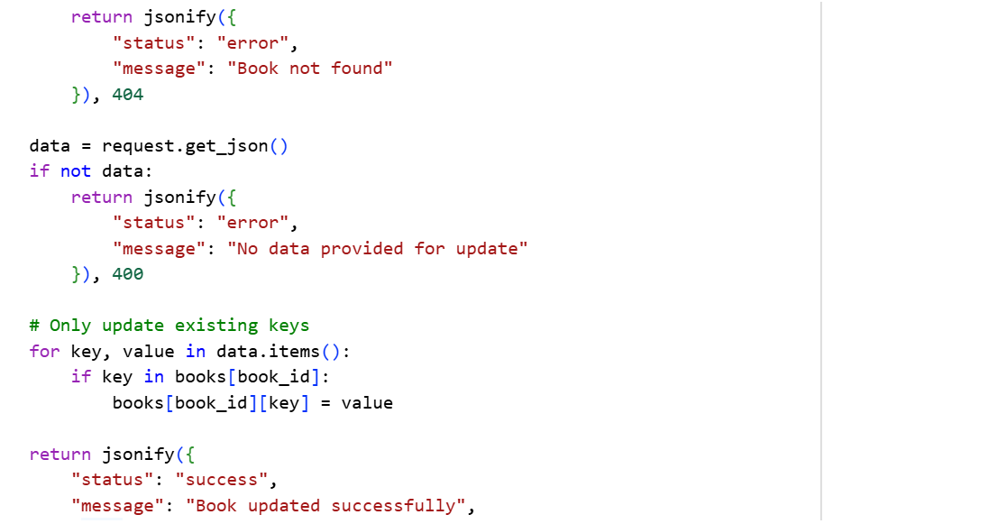 return jsonify({
        "status": "error",
        "message": "Book not found"
    }), 404

data = request.get_json()
if not data:
    return jsonify({
        "status": "error",
        "message": "No data provided for update"
    }), 400

# Only update existing keys
for key, value in data.items():
    if key in books[book_id]:
        books[book_id][key] = value

return jsonify({
    "status": "success",
    "message": "Book updated successfully",